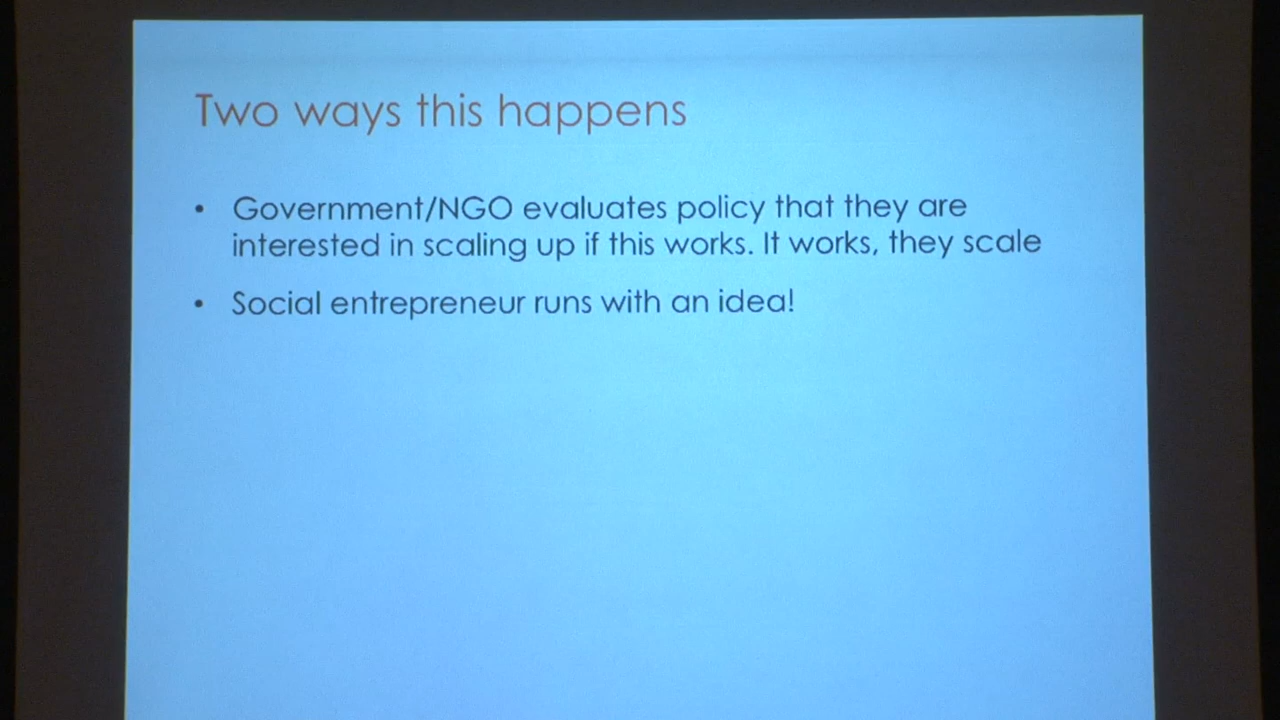 Two ways this happens
• Government/NGO evaluates policy that they are
interested in scaling up if this works. It works, they scale
• Social entrepreneur runs with an idea!